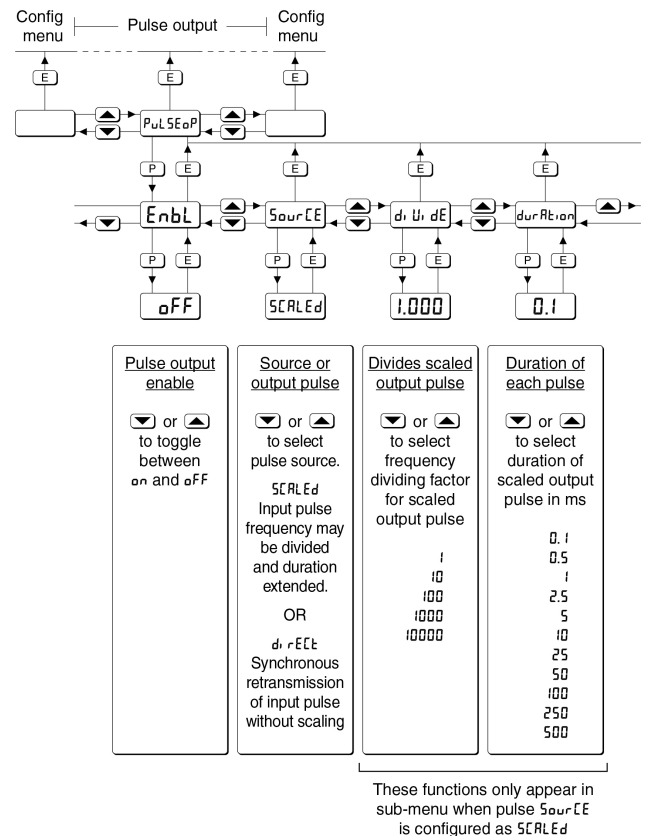 Config menu
Pulse output
Config menu
E E E
PuLSEoP
P E E E E
EnbL SourCE di Ui dE durAtion
P E P E P E P E
oFF SCALEd 1.000 0.1
Pulse output
enable
or
to toggle
between
on and oFF
Source or
output pulse
or
to select
pulse source.
SCALEd
Input pulse
frequency may
be divided
and duration
extended.
OR
di rECt
Synchronous
retransmission
of input pulse
without scaling
Divides scaled
output pulse
or
to select
frequency
dividing factor
for scaled
output pulse
1
10
100
1000
10000
Duration of
each pulse
or
to select
duration of
scaled output
pulse in ms
0.1
0.5
1
2.5
5
10
25
50
100
250
500
These functions only appear in
sub-menu when pulse SourCE
is configured as SCALEd